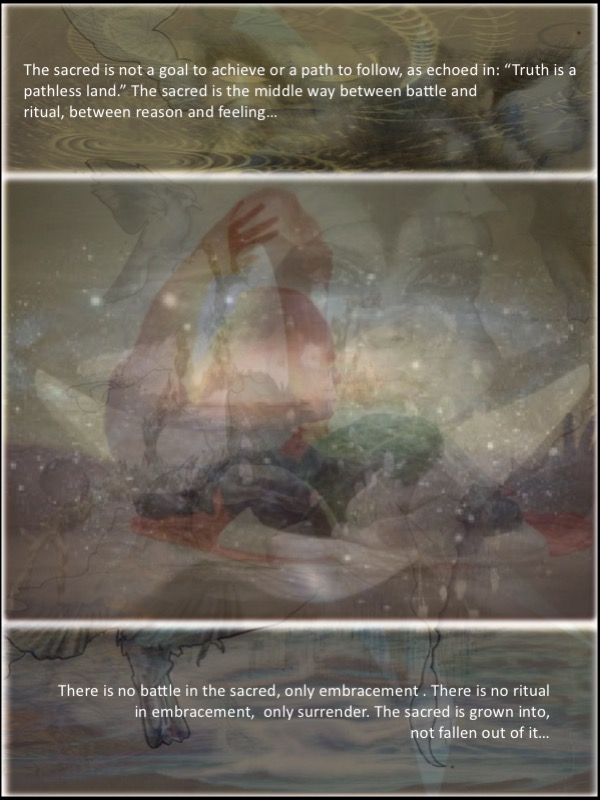 The sacred is not a goal to achieve or a path to follow, as echoed in: “Truth is a
pathless land.” The sacred is the middle way between battle and
ritual, between reason and feeling…
There is no battle in the sacred, only embracement . There is no ritual
in embracement,  only surrender. The sacred is grown into,
not fallen out of it…